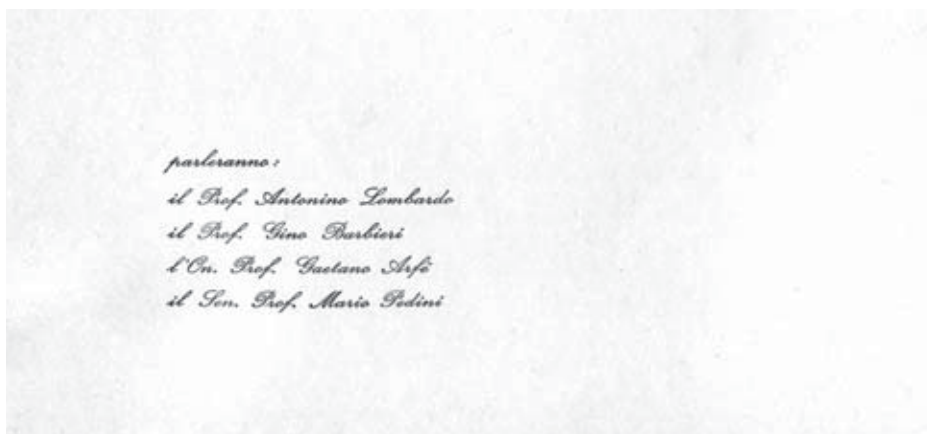 parleranno:
il Prof. Antonino Lombardo
il Prof. Gino Barbieri
l'On. Prof. Gaetano Arfè
il Sen. Prof. Mario Pedini